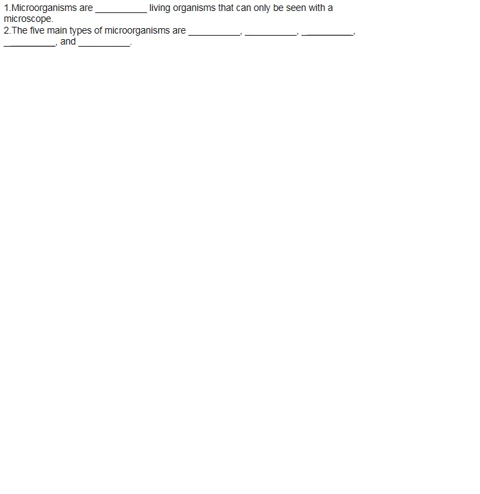 1.Microorganisms are __________ living organisms that can only be seen with a
microscope.
2.The five main types of microorganisms are __________, __________, __________,
__________, and __________.